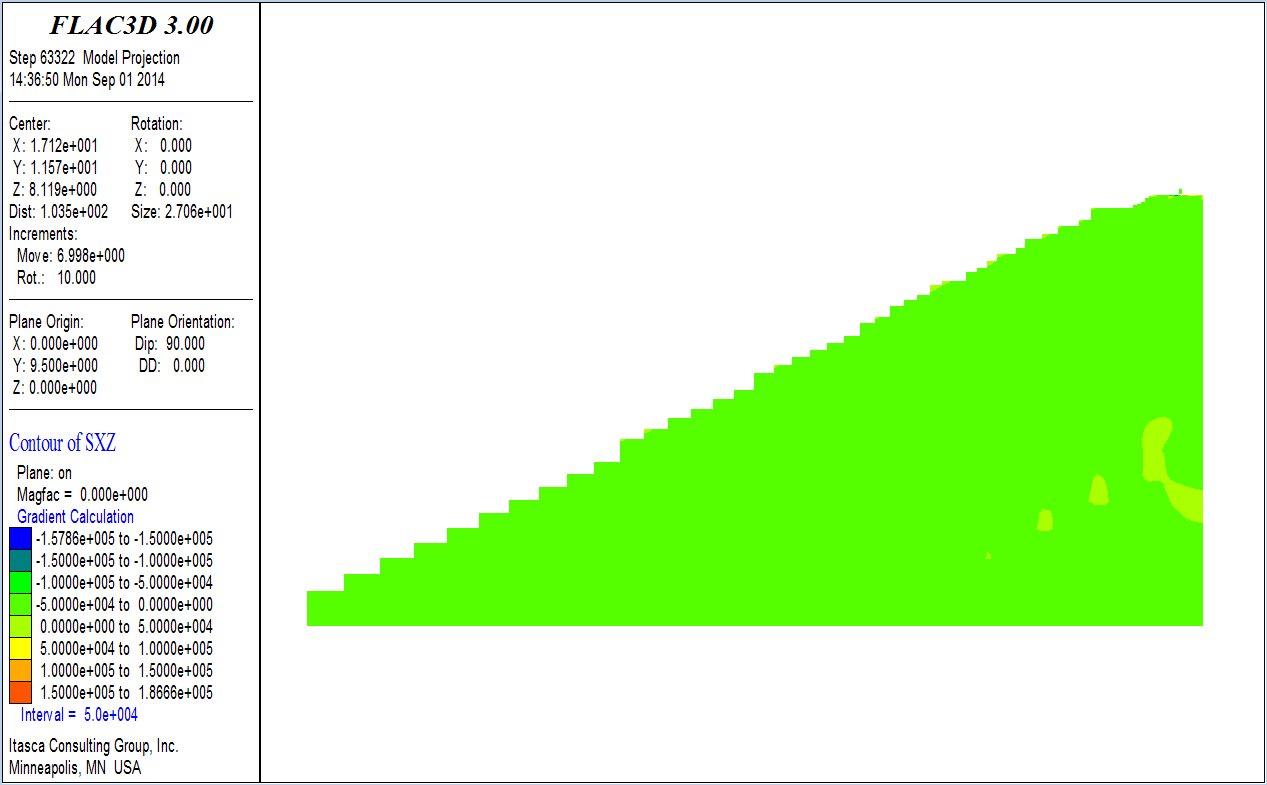 FLAC3D 3.00
Step 63322 Model Projection
14:36:50 Mon Sep 01 2014
Center: Rotation:
X: 1.712e+001 X: 0.000
Y: 1.157e+001 Y: 0.000
Z: 8.119e+000 Z: 0.000
Dist: 1.035e+002 Size: 2.706e+001
Increments:
Move: 6.998e+000
Rot.: 10.000
Plane Origin: Plane Orientation:
X: 0.000e+000 Dip: 90.000
Y: 9.500e+000 DD: 0.000
Z: 0.000e+000
Contour of SXZ
Plane: on
Magfac = 0.000e+000
Gradient Calculation
-1.5786e+005 to -1.5000e+005
-1.5000e+005 to -1.0000e+005
-1.0000e+005 to -5.0000e+004
-5.0000e+004 to 0.0000e+000
0.0000e+000 to 5.0000e+004
5.0000e+004 to 1.0000e+005
1.0000e+005 to 1.5000e+005
1.5000e+005 to 1.8666e+005
Interval = 5.0e+004
Itasca Consulting Group, Inc.
Minneapolis, MN USA